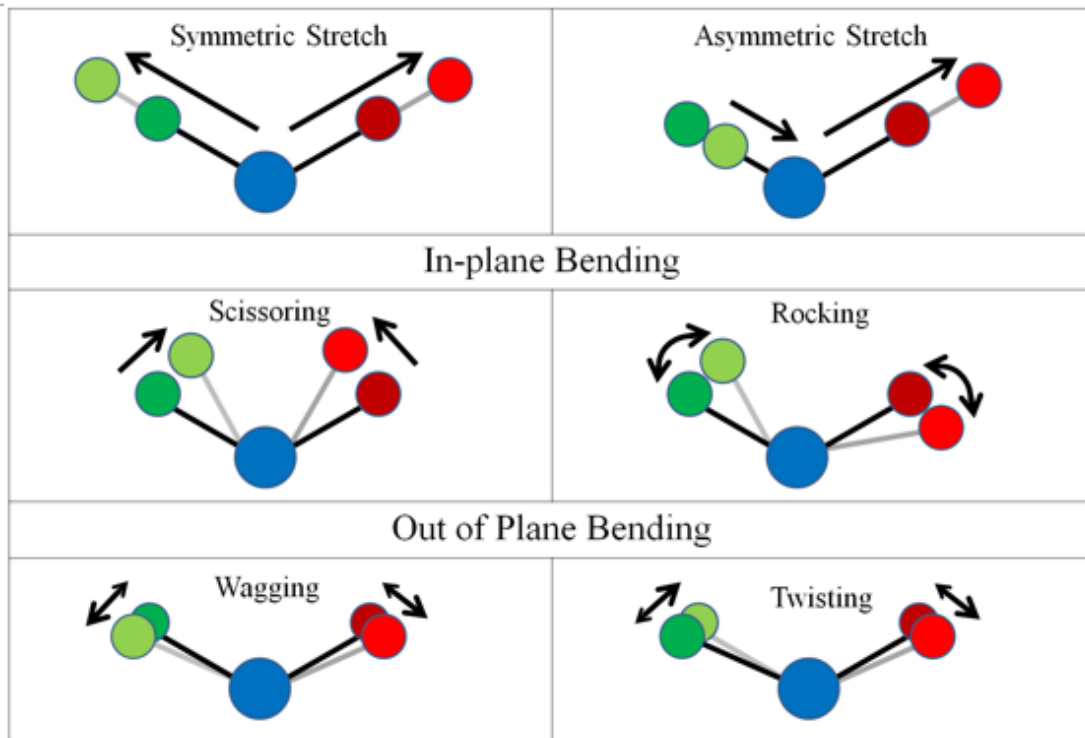 Symmetric Stretch
Asymmetric Stretch
In-plane Bending
Scissoring
Rocking
Out of Plane Bending
Wagging
Twisting